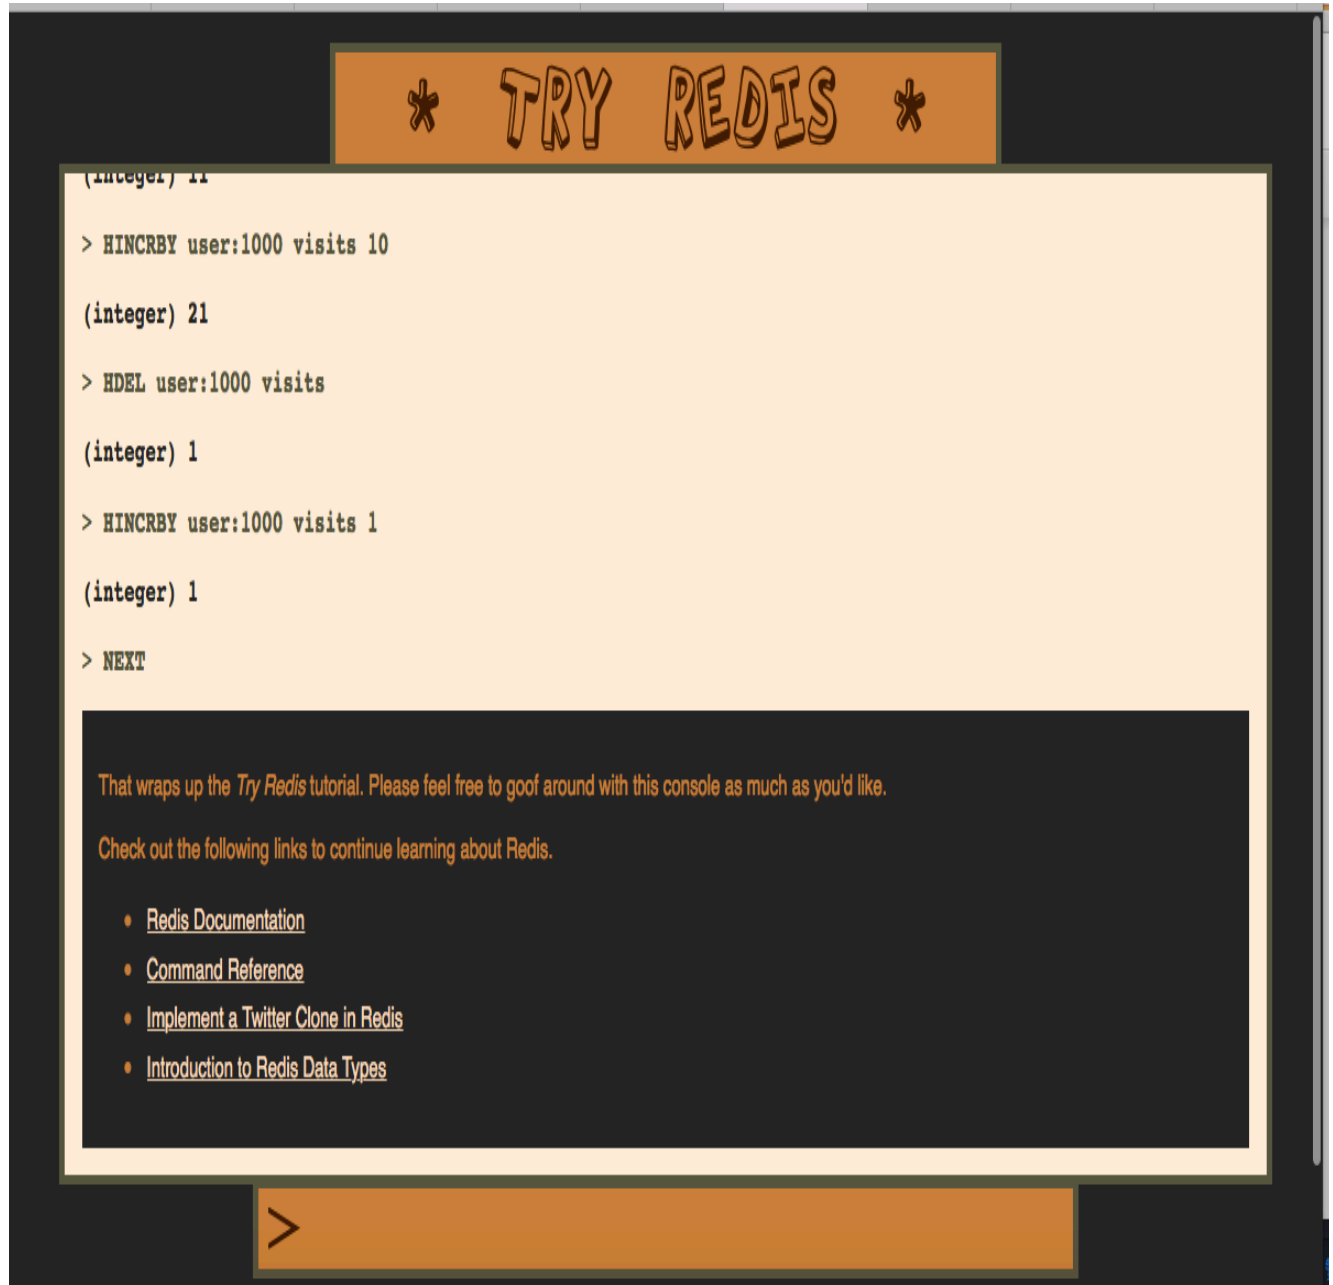 * TRY REDIS *
(integer) 11
> HINCRBY user:1000 visits 10
(integer) 21
> HDEL user:1000 visits
(integer) 1
> HINCRBY user:1000 visits 1
(integer) 1
> NEXT
That wraps up the Try Redis tutorial. Please feel free to goof around with this console as much as you'd like.
Check out the following links to continue learning about Redis.
• Redis Documentation
• Command Reference
• Implement a Twitter Clone in Redis
• Introduction to Redis Data Types
>